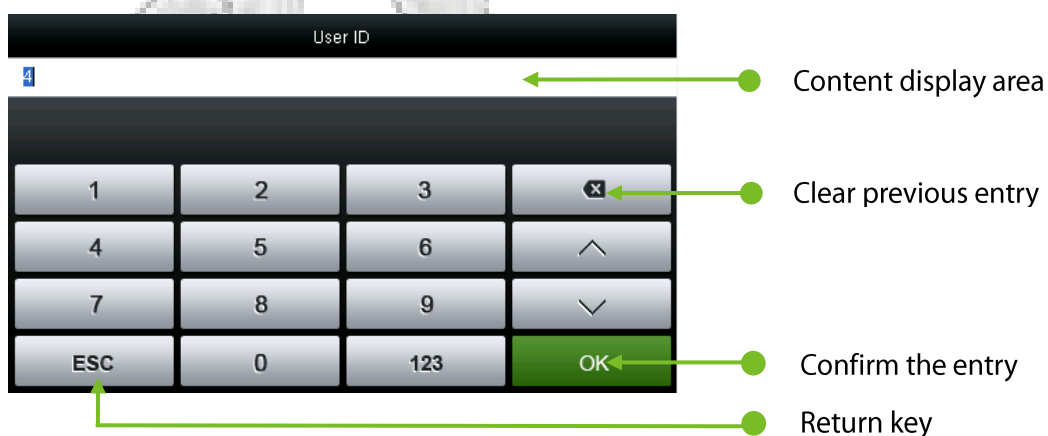 User ID
4
Content display area
1 2 3
Clear previous entry
4 5 6
7 8 9
ESC 0 123 OK
Confirm the entry
Return key